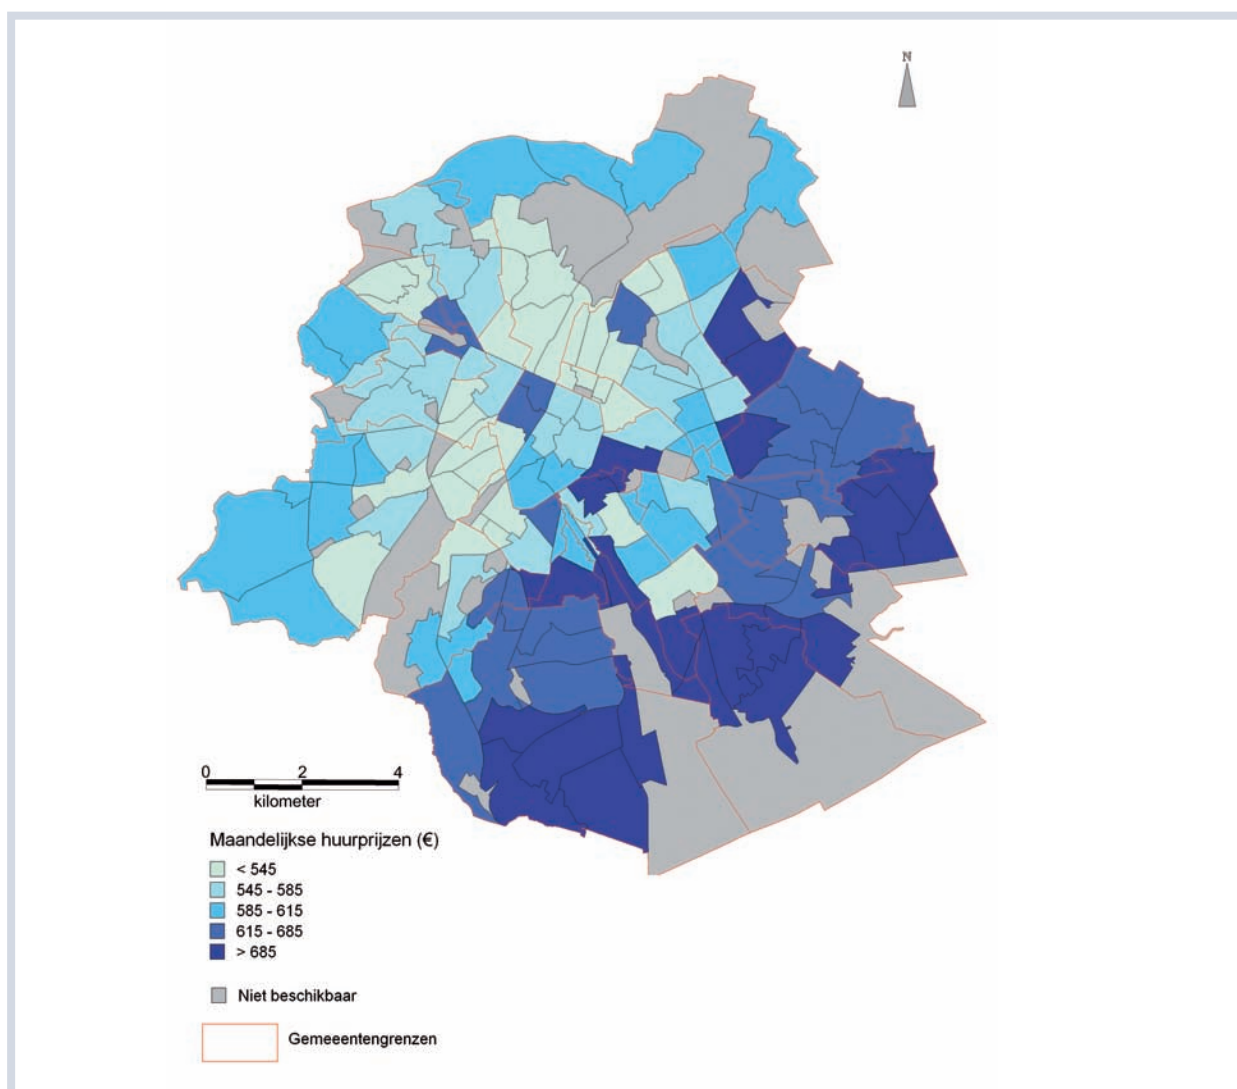 N
0 2 4
kilometer
Maandelijkse huurprijzen (€)
< 545
545 - 585
585 - 615
615 - 685
> 685
Niet beschikbaar
Gemeeentengrenzen